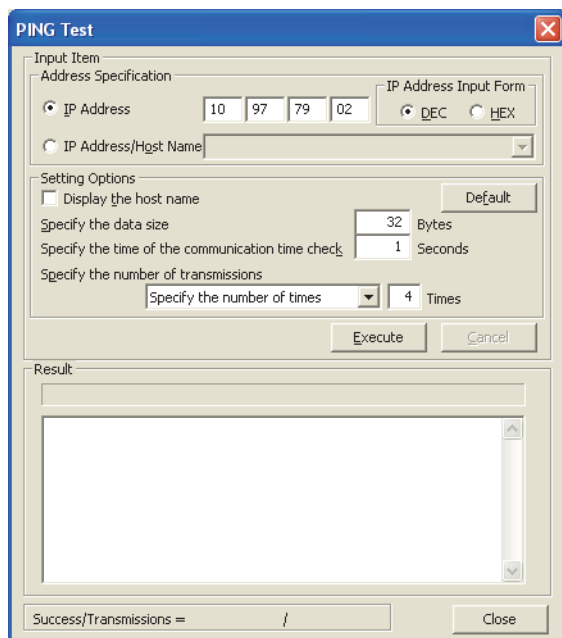 PING Test
Input Item
Address Specification
IP Address Input Form
IP Address 10 97 79 02 DEC HEX
IP Address/Host Name
Setting Options
Display the host name Default
Specify the data size 32 Bytes
Specify the time of the communication time check 1 Seconds
Specify the number of transmissions
Specify the number of times 4 Times
Execute Cancel
Result
Success/Transmissions = / Close